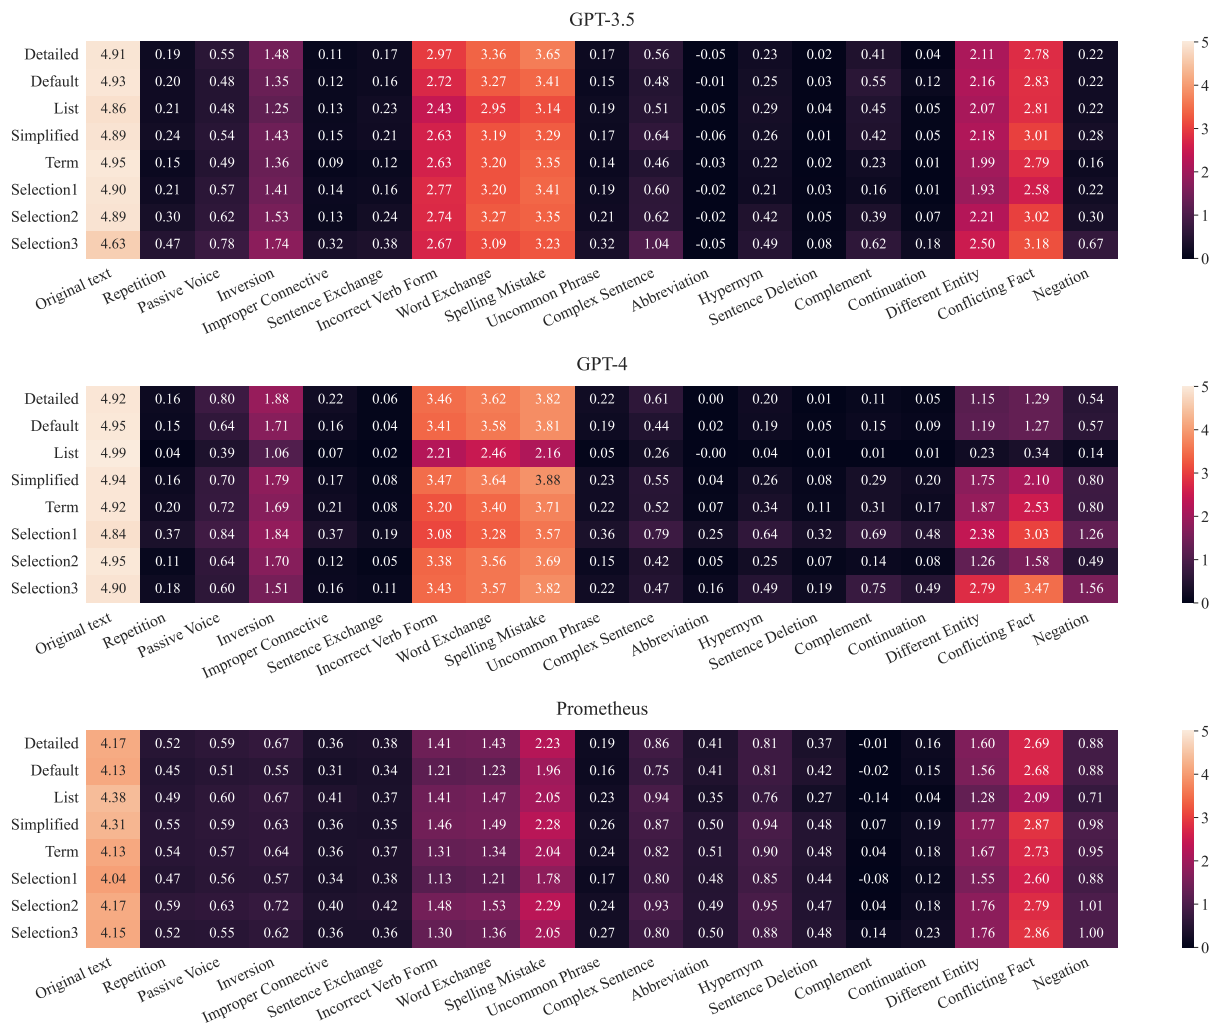 GPT-3.5
Detailed 4.91 0.19 0.55 1.48 0.11 0.17 2.97 3.36 3.65 0.17 0.56 -0.05 0.23 0.02 0.41 0.04 2.11 2.78 0.22 5
Default 4.93 0.20 0.48 1.35 0.12 0.16 2.72 3.27 3.41 0.15 0.48 -0.01 0.25 0.03 0.55 0.12 2.16 2.83 0.22 4
List 4.86 0.21 0.48 1.25 0.13 0.23 2.43 2.95 3.14 0.19 0.51 -0.05 0.29 0.04 0.45 0.05 2.07 2.81 0.22
Simplified 4.89 0.24 0.54 1.43 0.15 0.21 2.63 3.19 3.29 0.17 0.64 -0.06 0.26 0.01 0.42 0.05 2.18 3.01 0.28 3
Term 4.95 0.15 0.49 1.36 0.09 0.12 2.63 3.20 3.35 0.14 0.46 -0.03 0.22 0.02 0.23 0.01 1.99 2.79 0.16 2
Selection1 4.90 0.21 0.57 1.41 0.14 0.16 2.77 3.20 3.41 0.19 0.60 -0.02 0.21 0.03 0.16 0.01 1.93 2.58 0.22
Selection2 4.89 0.30 0.62 1.53 0.13 0.24 2.74 3.27 3.35 0.21 0.62 -0.02 0.42 0.05 0.39 0.07 2.21 3.02 0.30 1
Selection3 4.63 0.47 0.78 1.74 0.32 0.38 2.67 3.09 3.23 0.32 1.04 -0.05 0.49 0.08 0.62 0.18 2.50 3.18 0.67 0
Original text Repetition Passive Voice Inversion Improper Connective Sentence Exchange Incorrect Verb Form Word Exchange Spelling Mistake Uncommon Phrase Complex Sentence Abbreviation Hypernym Sentence Deletion Complement Continuation Different Entity Conflicting Fact Negation
GPT-4
Detailed 4.92 0.16 0.80 1.88 0.22 0.06 3.46 3.62 3.82 0.22 0.61 0.00 0.20 0.01 0.11 0.05 1.15 1.29 0.54 5
Default 4.95 0.15 0.64 1.71 0.16 0.04 3.41 3.58 3.81 0.19 0.44 0.02 0.19 0.05 0.15 0.09 1.19 1.27 0.57 4
List 4.99 0.04 0.39 1.06 0.07 0.02 2.21 2.46 2.16 0.05 0.26 -0.00 0.04 0.01 0.01 0.01 0.23 0.34 0.14
Simplified 4.94 0.16 0.70 1.79 0.17 0.08 3.47 3.64 3.88 0.23 0.55 0.04 0.26 0.08 0.29 0.20 1.75 2.10 0.80 3
Term 4.92 0.20 0.72 1.69 0.21 0.08 3.20 3.40 3.71 0.22 0.52 0.07 0.34 0.11 0.31 0.17 1.87 2.53 0.80 2
Selection1 4.84 0.37 0.84 1.84 0.37 0.19 3.08 3.28 3.57 0.36 0.79 0.25 0.64 0.32 0.69 0.48 2.38 3.03 1.26
Selection2 4.95 0.11 0.64 1.70 0.12 0.05 3.38 3.56 3.69 0.15 0.42 0.05 0.25 0.07 0.14 0.08 1.26 1.58 0.49 1
Selection3 4.90 0.18 0.60 1.51 0.16 0.11 3.43 3.57 3.82 0.22 0.47 0.16 0.49 0.19 0.75 0.49 2.79 3.47 1.56 0
Original text Repetition Passive Voice Inversion Improper Connective Sentence Exchange Incorrect Verb Form Word Exchange Spelling Mistake Uncommon Phrase Complex Sentence Abbreviation Hypernym Sentence Deletion Complement Continuation Different Entity Conflicting Fact Negation
Prometheus
Detailed 4.17 0.52 0.59 0.67 0.36 0.38 1.41 1.43 2.23 0.19 0.86 0.41 0.81 0.37 -0.01 0.16 1.60 2.69 0.88 5
Default 4.13 0.45 0.51 0.55 0.31 0.34 1.21 1.23 1.96 0.16 0.75 0.41 0.81 0.42 -0.02 0.15 1.56 2.68 0.88 4
List 4.38 0.49 0.60 0.67 0.41 0.37 1.41 1.47 2.05 0.23 0.94 0.35 0.76 0.27 -0.14 0.04 1.28 2.09 0.71
Simplified 4.31 0.55 0.59 0.63 0.36 0.35 1.46 1.49 2.28 0.26 0.87 0.50 0.94 0.48 0.07 0.19 1.77 2.87 0.98 3
Term 4.13 0.54 0.57 0.64 0.36 0.37 1.31 1.34 2.04 0.24 0.82 0.51 0.90 0.48 0.04 0.18 1.67 2.73 0.95 2
Selection1 4.04 0.47 0.56 0.57 0.34 0.38 1.13 1.21 1.78 0.17 0.80 0.48 0.85 0.44 -0.08 0.12 1.55 2.60 0.88
Selection2 4.17 0.59 0.63 0.72 0.40 0.42 1.48 1.53 2.29 0.24 0.93 0.49 0.95 0.47 0.04 0.18 1.76 2.79 1.01 1
Selection3 4.15 0.52 0.55 0.62 0.36 0.36 1.30 1.36 2.05 0.27 0.80 0.50 0.88 0.48 0.14 0.23 1.76 2.86 1.00 0
Original text Repetition Passive Voice Inversion Improper Connective Sentence Exchange Incorrect Verb Form Word Exchange Spelling Mistake Uncommon Phrase Complex Sentence Abbreviation Hypernym Sentence Deletion Complement Continuation Different Entity Conflicting Fact Negation